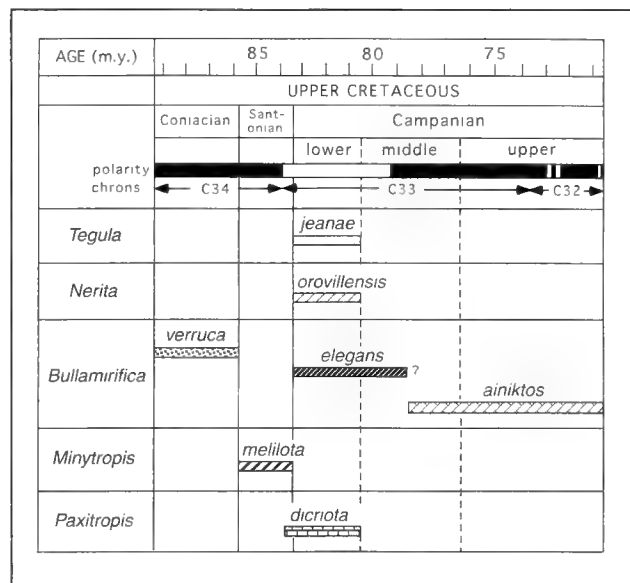 AGE (m.y.) 85 80 75
UPPER CRETACEOUS
Coniacian Sant- Campanian
onian
lower middle upper
polarity
chrons C34 C33 C32
jeanae
Tegula
orovillensis
Nerita
verruca
elegans
?
Bullamirifica
ainiktos
melilota
Minytropis
dicriota
Paxitropis